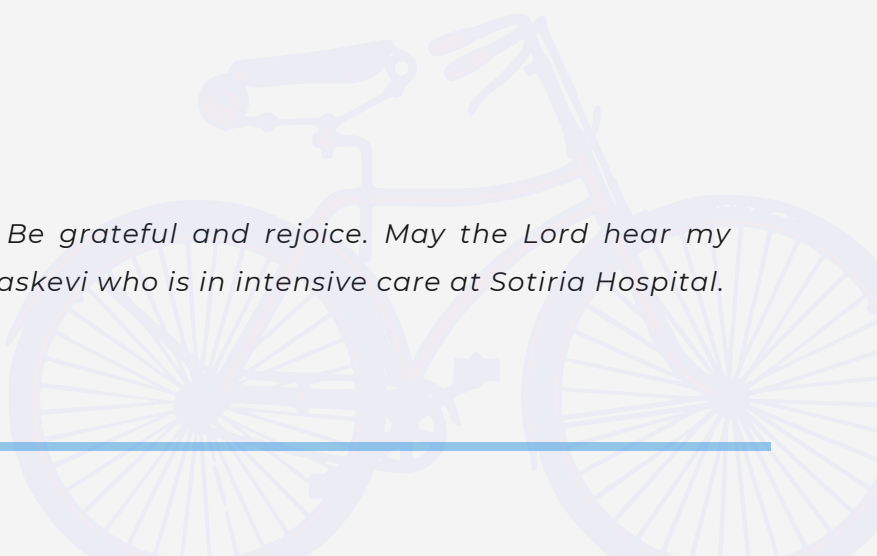 Be grateful and rejoice. May the Lord hear my
askevi who is in intensive care at Sotiria Hospital.